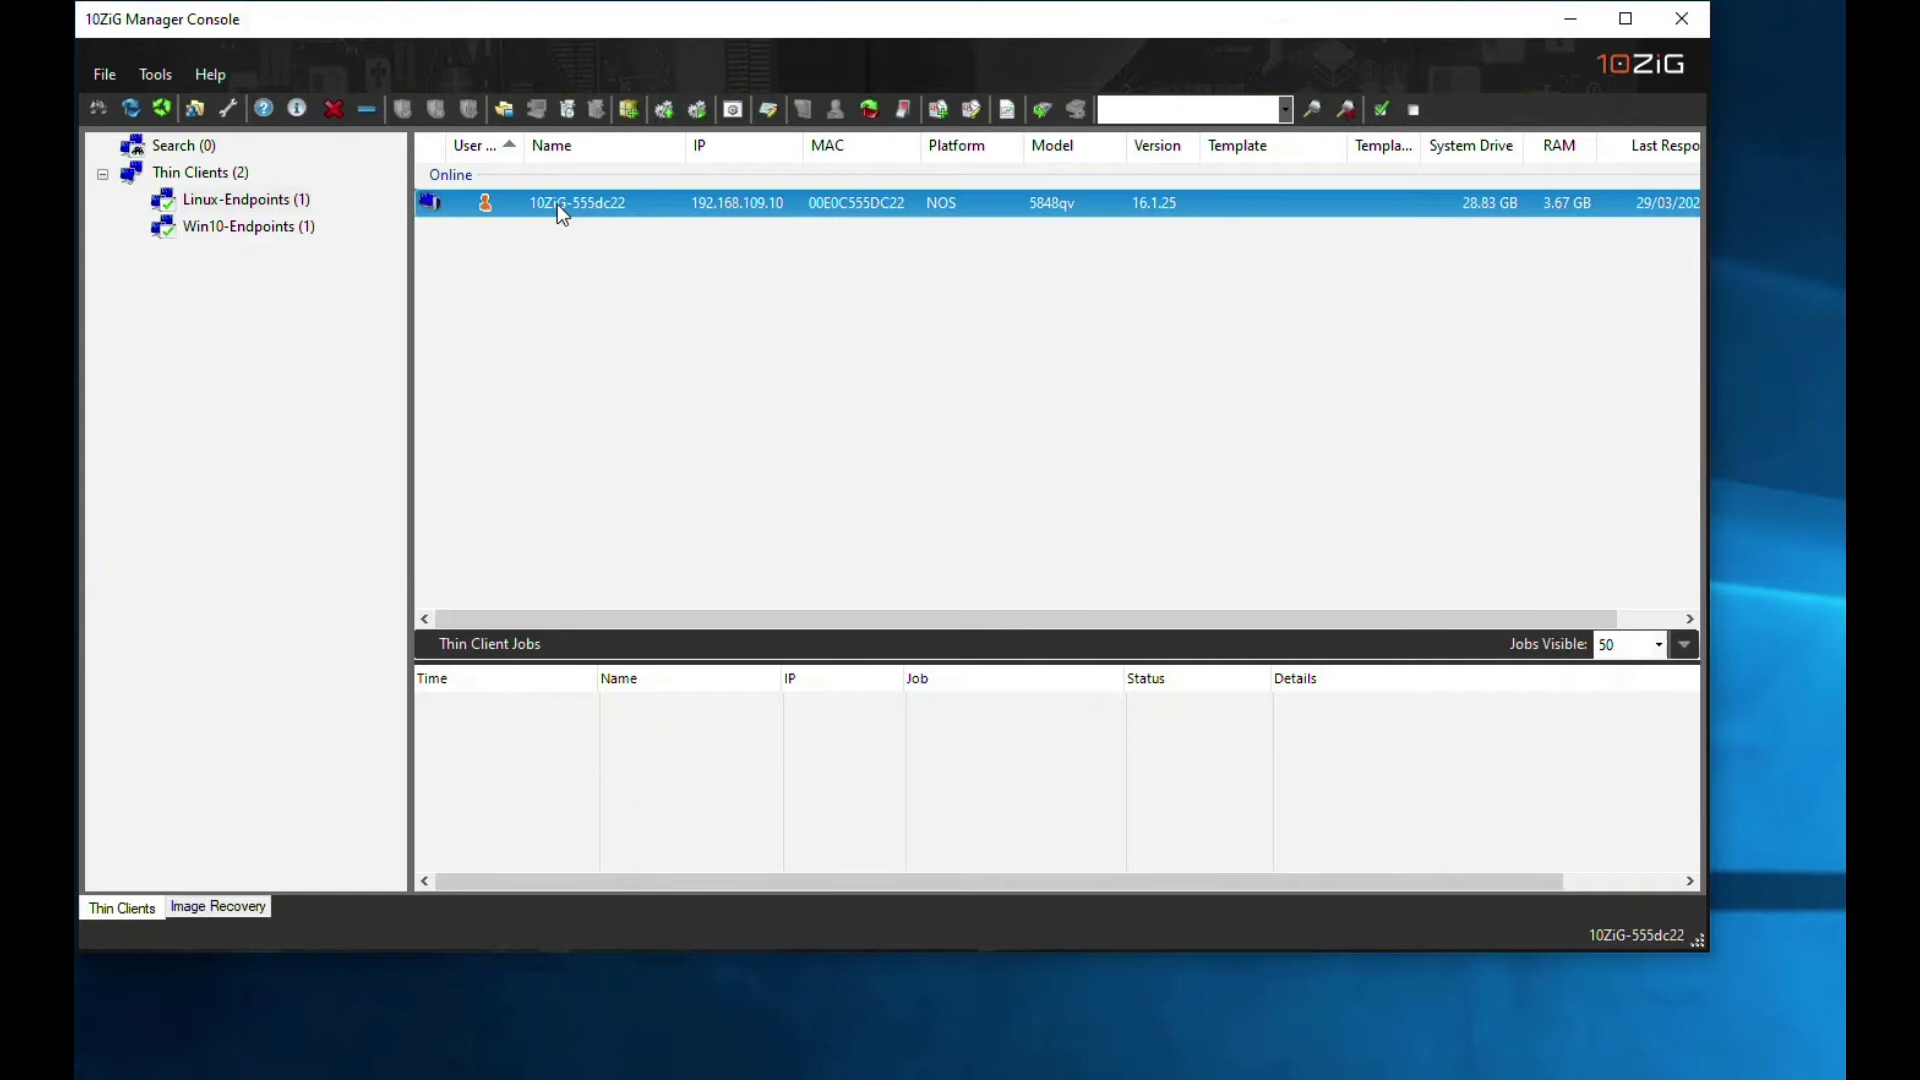 10ZiG Manager Console
10ZiG
File Tools Help
Search (0)
Thin Clients (2)
Linux-Endpoints (1)
Win10-Endpoints (1)
User ... Name IP MAC Platform Model Version Template Templa... System Drive RAM Last Respo
Online
10ZiG-555dc22 192.168.109.10 00E0C555DC22 NOS 5848qv 16.1.25 28.83 GB 3.67 GB 29/03/202
Thin Client Jobs Jobs Visible: 50
Time Name IP Job Status Details
Thin Clients Image Recovery
10ZiG-555dc22